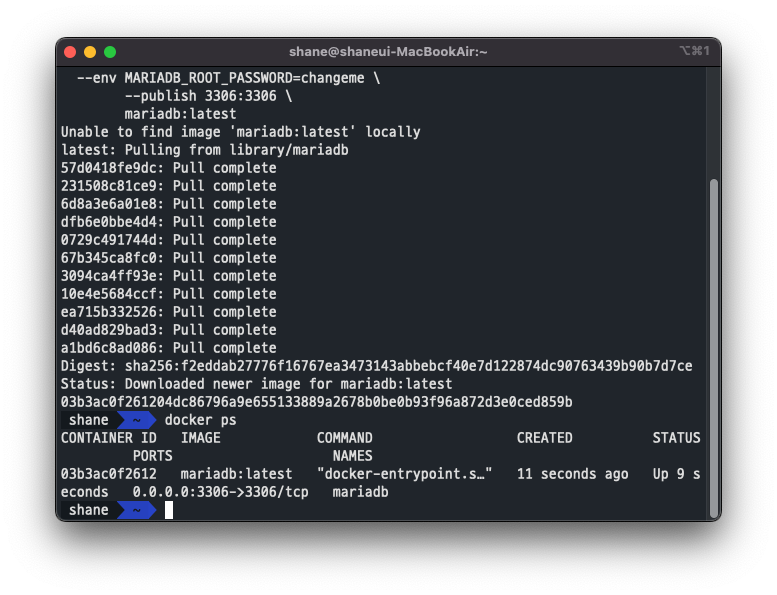 shane@shaneui-MacBookAir:~
⌥⌘1
--env MARIADB_ROOT_PASSWORD=changeme \
--publish 3306:3306 \
mariadb:latest
Unable to find image 'mariadb:latest' locally
latest: Pulling from library/mariadb
57d0418fe9dc: Pull complete
231508c81ce9: Pull complete
6d8a3e6a01e8: Pull complete
dfb6e0bbe4d4: Pull complete
0729c491744d: Pull complete
67b345ca8fc0: Pull complete
3094ca4ff93e: Pull complete
10e4e5684ccf: Pull complete
ea715b332526: Pull complete
d40ad829bad3: Pull complete
a1bd6c8ad086: Pull complete
Digest: sha256:f2eddab27776f16767ea3473143abbebcf40e7d122874dc90763439b90b7d7ce
Status: Downloaded newer image for mariadb:latest
03b3ac0f261204dc86796a9e655133889a2678b0be0b93f96a872d3e0ced859b
shane ~ docker ps
CONTAINER ID IMAGE COMMAND CREATED STATUS
PORTS NAMES
03b3ac0f2612 mariadb:latest "docker-entrypoint.s…" 11 seconds ago Up 9 s
econds 0.0.0.0:3306->3306/tcp mariadb
shane ~